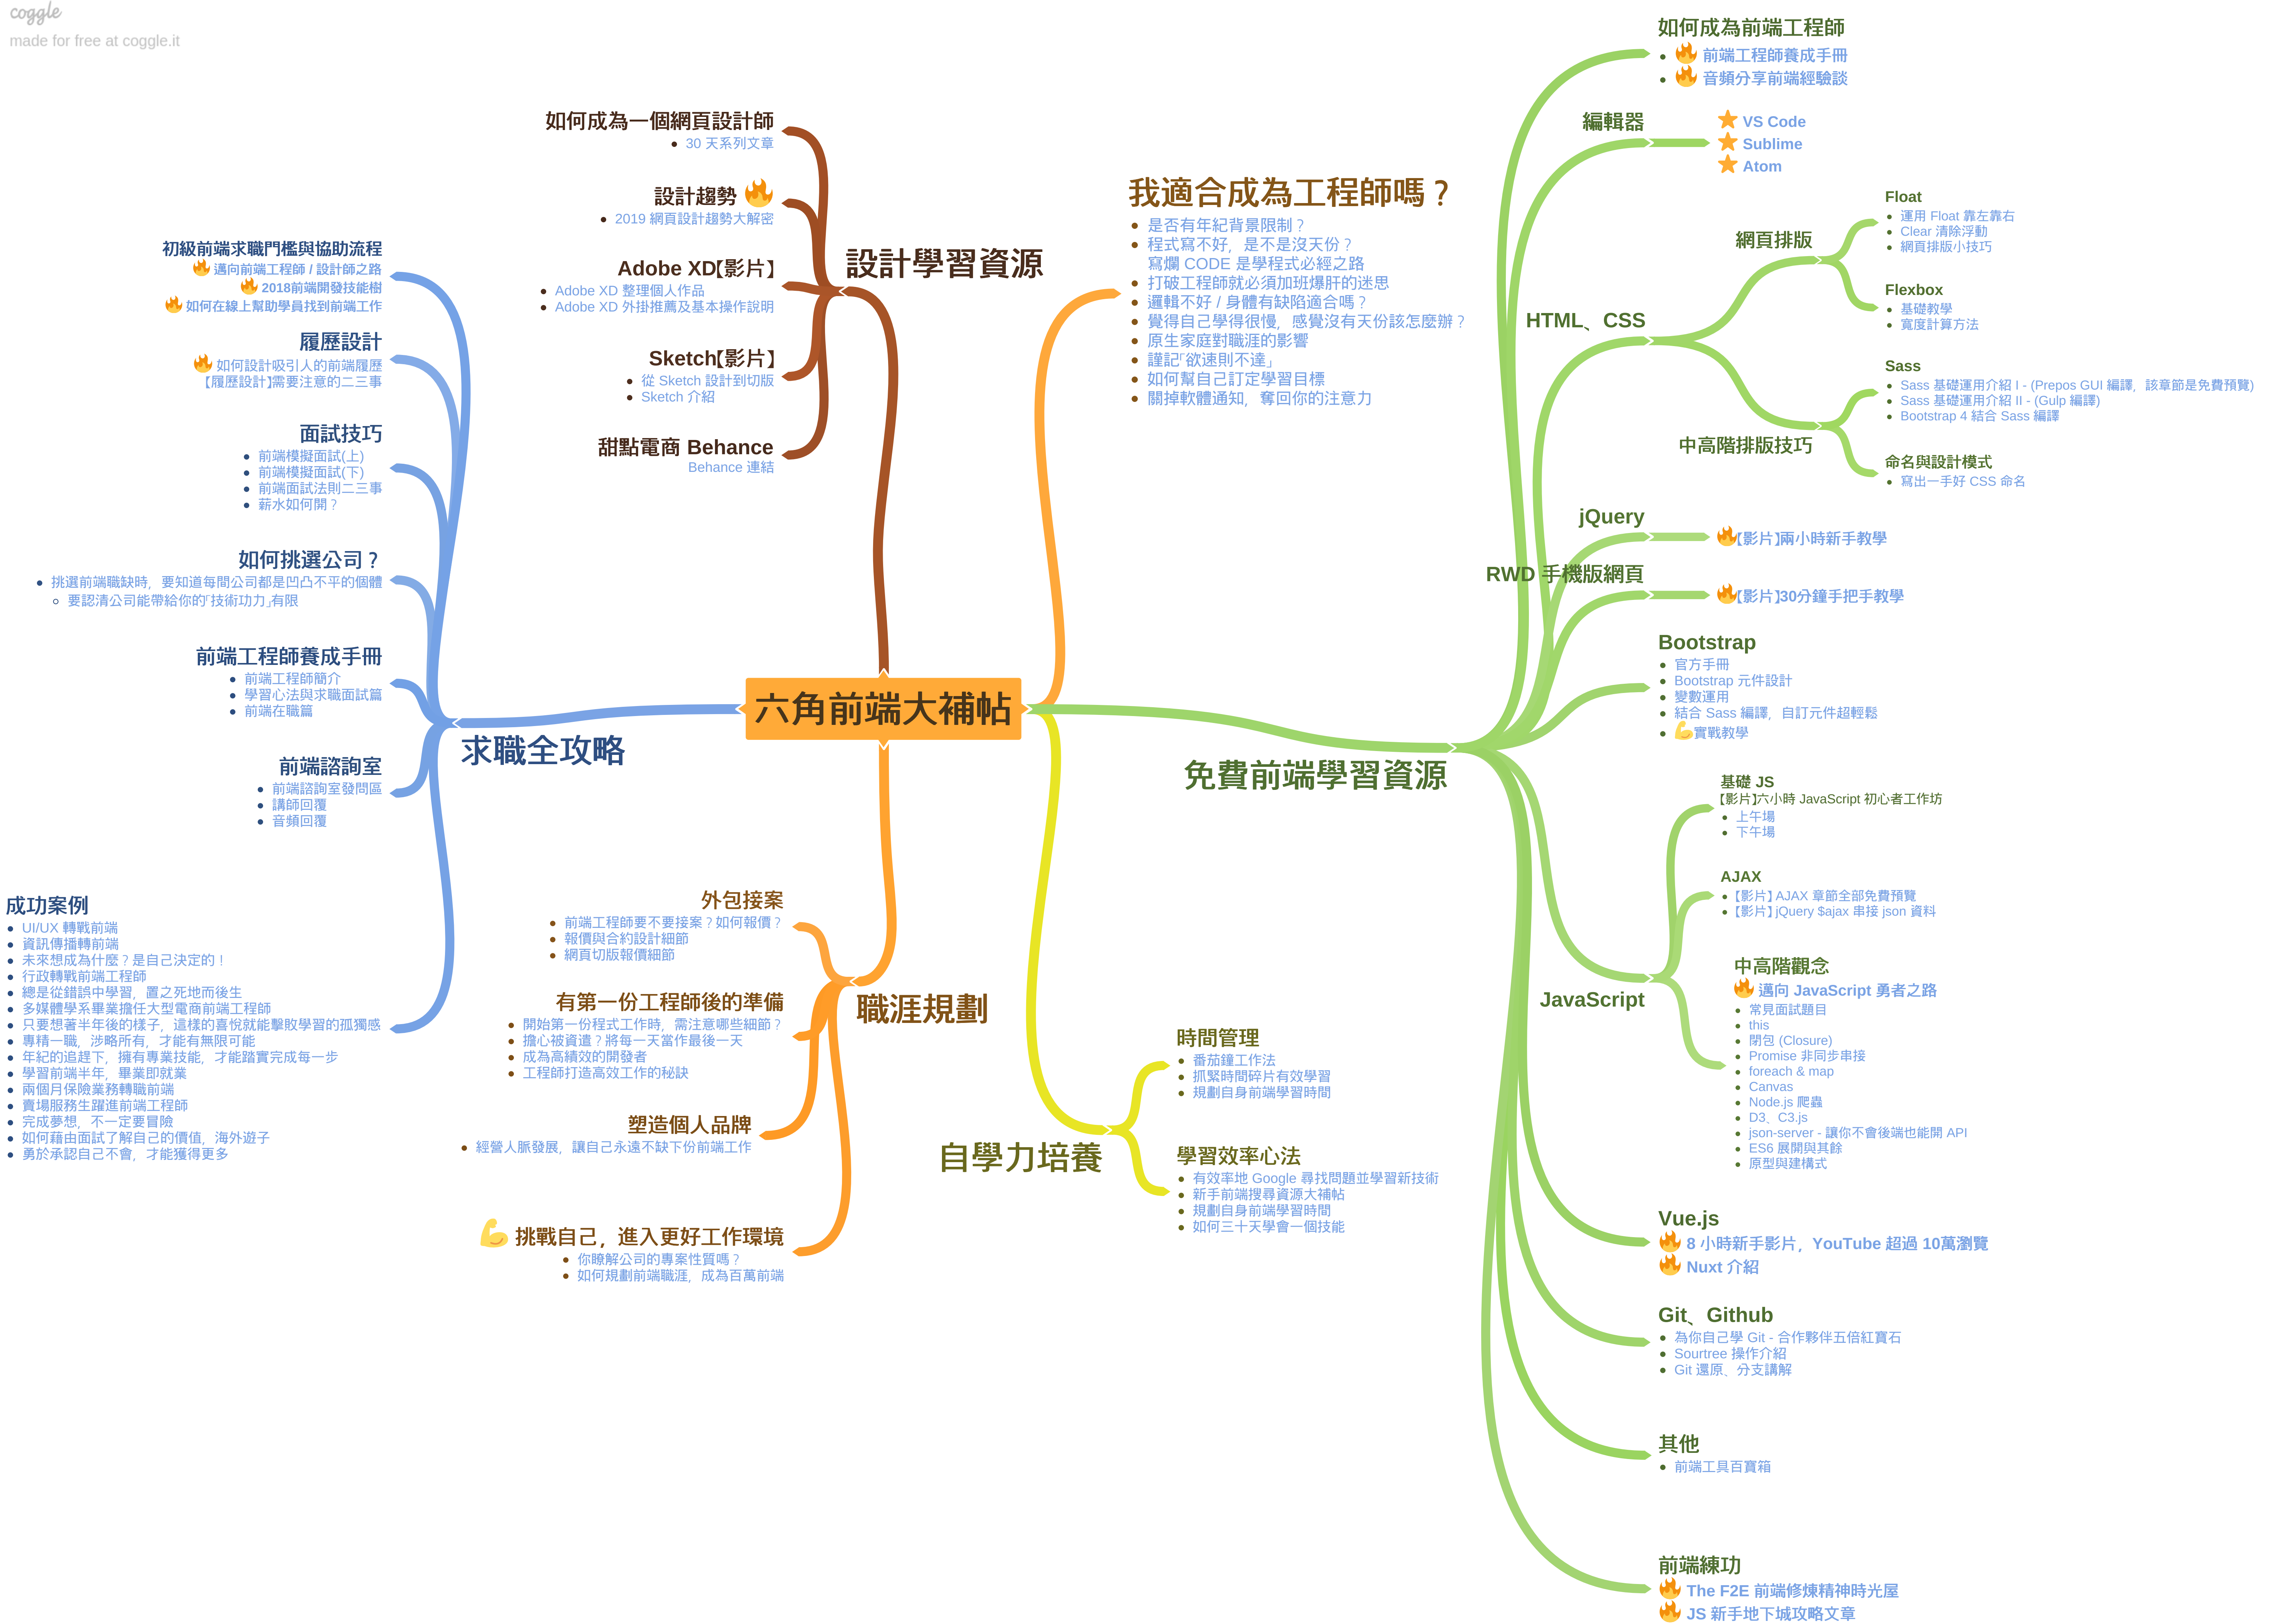 coggle
made for free at coggle.it
六角前端大補帖
設計學習資源
如何成為一個網頁設計師
30 天系列文章
設計趨勢
2019 網頁設計趨勢大解密
Adobe XD【影片】
Adobe XD 整理個人作品
Adobe XD 外掛推薦及基本操作說明
Sketch【影片】
從 Sketch 設計到切版
Sketch 介紹
甜點電商 Behance
Behance 連結
求職全攻略
初級前端求職門檻與協助流程
🔥 邁向前端工程師 / 設計師之路
🔥 2018前端開發技能樹
🔥 如何在線上幫助學員找到前端工作
履歷設計
🔥 如何設計吸引人的前端履歷
【履歷設計】需要注意的二三事
面試技巧
前端模擬面試(上)
前端模擬面試(下)
前端面試法則二三事
薪水如何開？
如何挑選公司？
挑選前端職缺時，要知道每間公司都是凹凸不平的個體
要認清公司能帶給你的「技術功力」有限
前端工程師養成手冊
前端工程師簡介
學習心法與求職面試篇
前端在職篇
前端諮詢室
前端諮詢室發問區
講師回覆
音頻回覆
成功案例
UI/UX 轉戰前端
資訊傳播轉前端
未來想成為什麼？是自己決定的！
行政轉戰前端工程師
總是從錯誤中學習，置之死地而後生
多媒體學系畢業擔任大型電商前端工程師
只要想著半年後的樣子，這樣的喜悅就能擊敗學習的孤獨感
專精一職，涉略所有，才能有無限可能
年紀的追趕下，擁有專業技能，才能踏實完成每一步
學習前端半年，畢業即就業
兩個月保險業務轉職前端
賣場服務生躍進前端工程師
完成夢想，不一定要冒險
如何藉由面試了解自己的價值，海外遊子
勇於承認自己不會，才能獲得更多
職涯規劃
外包接案
前端工程師要不要接案？如何報價？
報價與合約設計細節
網頁切版報價細節
有第一份工程師後的準備
開始第一份程式工作時，需注意哪些細節？
擔心被資遣？將每一天當作最後一天
成為高績效的開發者
工程師打造高效工作的秘訣
塑造個人品牌
經營人脈發展，讓自己永遠不缺下份前端工作
💪 挑戰自己，進入更好工作環境
你瞭解公司的專案性質嗎？
如何規劃前端職涯，成為百萬前端
我適合成為工程師嗎？
是否有年紀背景限制？
程式寫不好，是不是沒天份？
寫爛 CODE 是學程式必經之路
打破工程師就必須加班爆肝的迷思
邏輯不好 / 身體有缺陷適合嗎？
覺得自己學得很慢，感覺沒有天份該怎麼辦？
原生家庭對職涯的影響
謹記「欲速則不達」
如何幫自己訂定學習目標
關掉軟體通知，奪回你的注意力
自學力培養
時間管理
番茄鐘工作法
抓緊時間碎片有效學習
規劃自身前端學習時間
學習效率心法
有效率地 Google 尋找問題並學習新技術
新手前端搜尋資源大補帖
規劃自身前端學習時間
如何三十天學會一個技能
免費前端學習資源
如何成為前端工程師
🔥 前端工程師養成手冊
🔥 音頻分享前端經驗談
編輯器
⭐ VS Code
⭐ Sublime
⭐ Atom
HTML、CSS
網頁排版
Float
運用 Float 靠左靠右
Clear 清除浮動
網頁排版小技巧
Flexbox
基礎教學
寬度計算方法
中高階排版技巧
Sass
Sass 基礎運用介紹 I - (Prepos GUI 編譯，該章節是免費預覽)
Sass 基礎運用介紹 II - (Gulp 編譯)
Bootstrap 4 結合 Sass 編譯
命名與設計模式
寫出一手好 CSS 命名
jQuery
🔥【影片】兩小時新手教學
RWD 手機版網頁
🔥【影片】30分鐘手把手教學
Bootstrap
官方手冊
Bootstrap 元件設計
變數運用
結合 Sass 編譯，自訂元件超輕鬆
💪實戰教學
JavaScript
基礎 JS
【影片】六小時 JavaScript 初心者工作坊
上午場
下午場
AJAX
【影片】AJAX 章節全部免費預覽
【影片】jQuery $ajax 串接 json 資料
中高階觀念
🔥 邁向 JavaScript 勇者之路
常見面試題目
this
閉包 (Closure)
Promise 非同步串接
foreach & map
Canvas
Node.js 爬蟲
D3、C3.js
json-server - 讓你不會後端也能開 API
ES6 展開與其餘
原型與建構式
Vue.js
🔥 8 小時新手影片，YouTube 超過 10萬瀏覽
🔥 Nuxt 介紹
Git、Github
為你自己學 Git - 合作夥伴五倍紅寶石
Sourtree 操作介紹
Git 還原、分支講解
其他
前端工具百寶箱
前端練功
🔥 The F2E 前端修煉精神時光屋
🔥 JS 新手地下城攻略文章